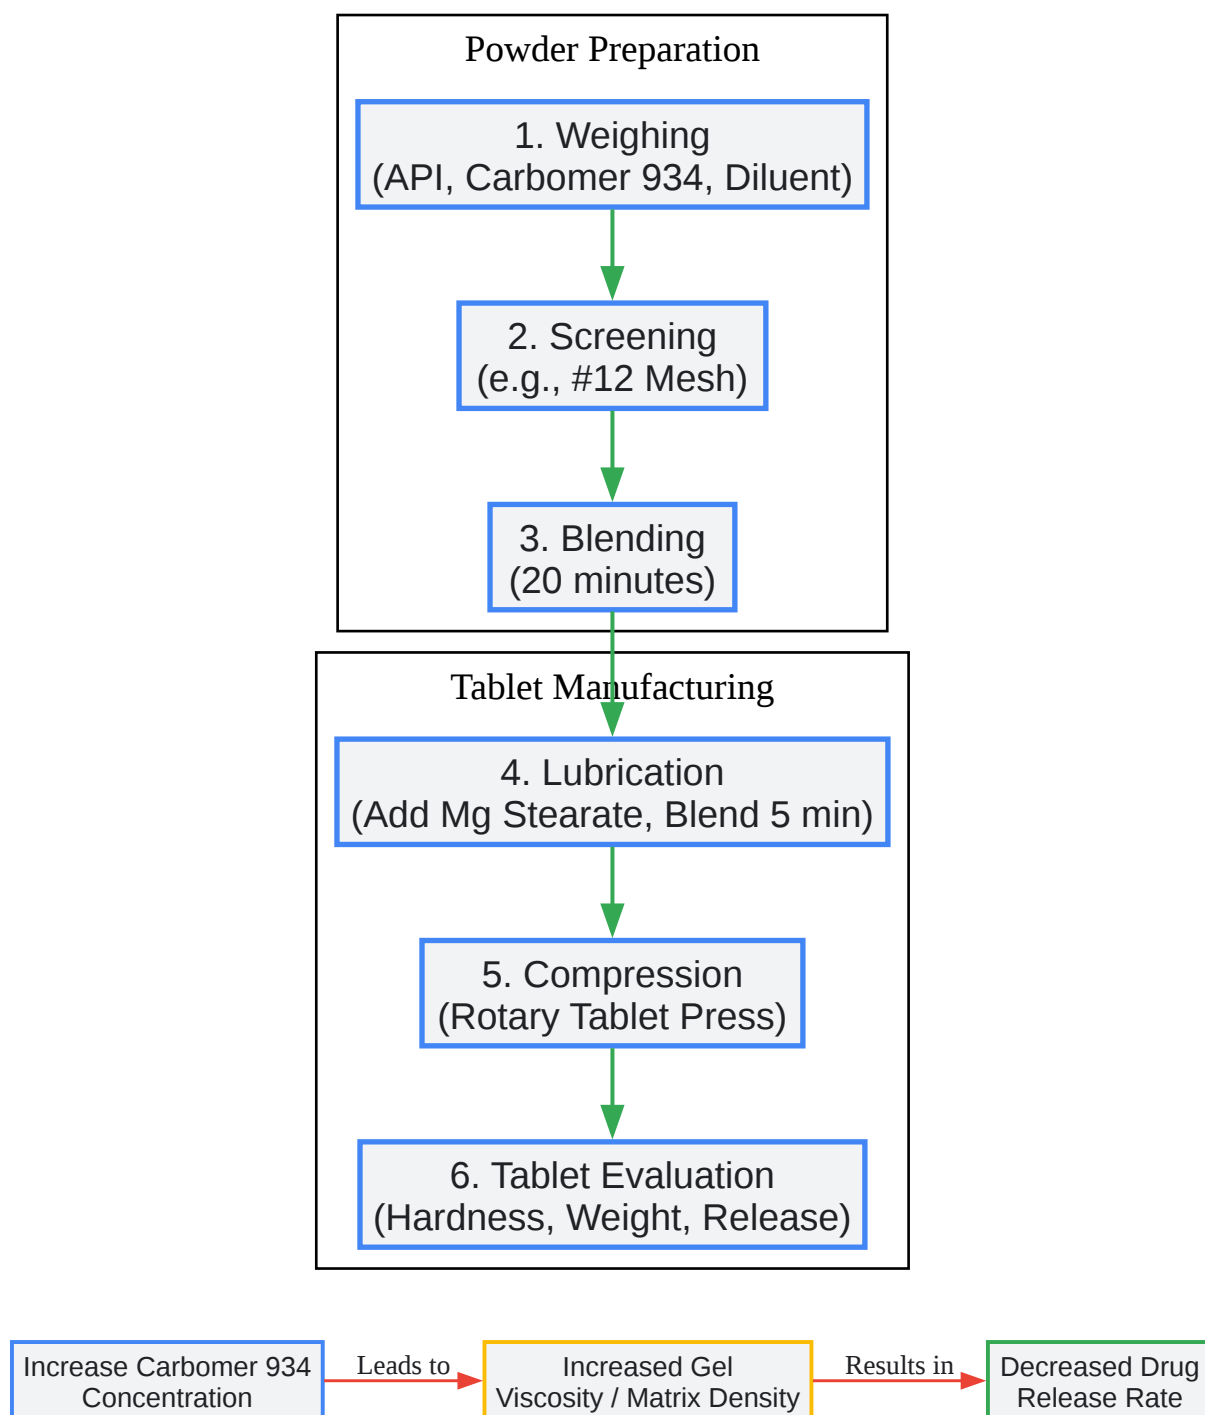 Powder Preparation
1. Weighing
(API, Carbomer 934, Diluent)
2. Screening
(e.g., #12 Mesh)
3. Blending
(20 minutes)
Tablet Manufacturing
4. Lubrication
(Add Mg Stearate, Blend 5 min)
5. Compression
(Rotary Tablet Press)
6. Tablet Evaluation
(Hardness, Weight, Release)
Increase Carbomer 934
Concentration
Leads to
Increased Gel
Viscosity / Matrix Density
Results in
Decreased Drug
Release Rate